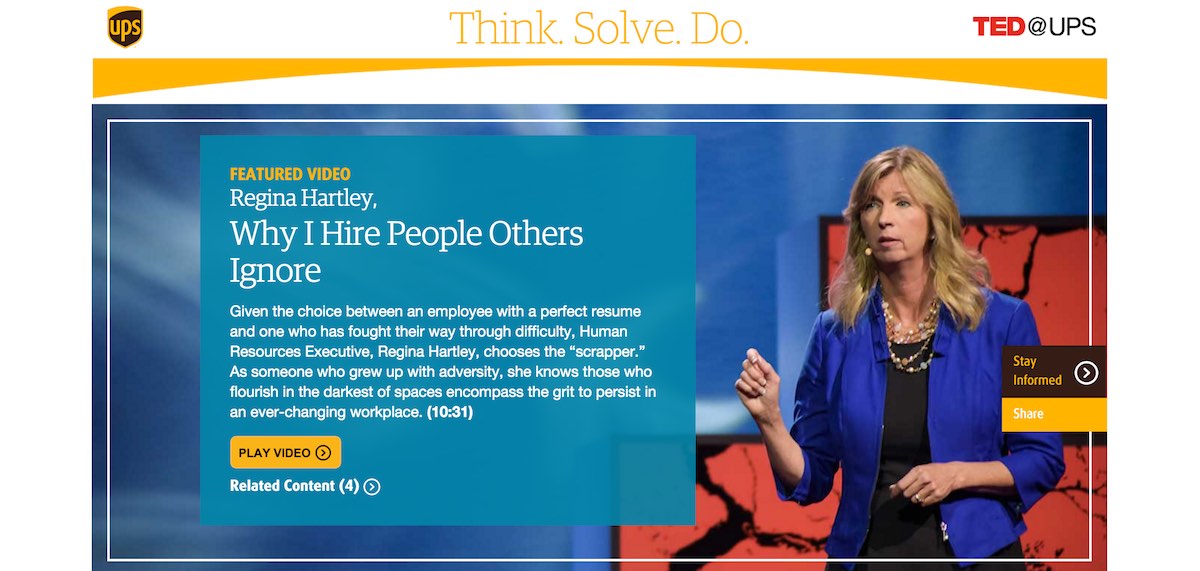 ups
Think. Solve. Do.
TED@UPS
FEATURED VIDEO
Regina Hartley,
Why I Hire People Others
Ignore
Given the choice between an employee with a perfect resume
and one who has fought their way through difficulty, Human
Resources Executive, Regina Hartley, chooses the “scrapper.”
As someone who grew up with adversity, she knows those who
flourish in the darkest of spaces encompass the grit to persist in
an ever-changing workplace. (10:31)
PLAY VIDEO
Related Content (4)
Stay
Informed
Share